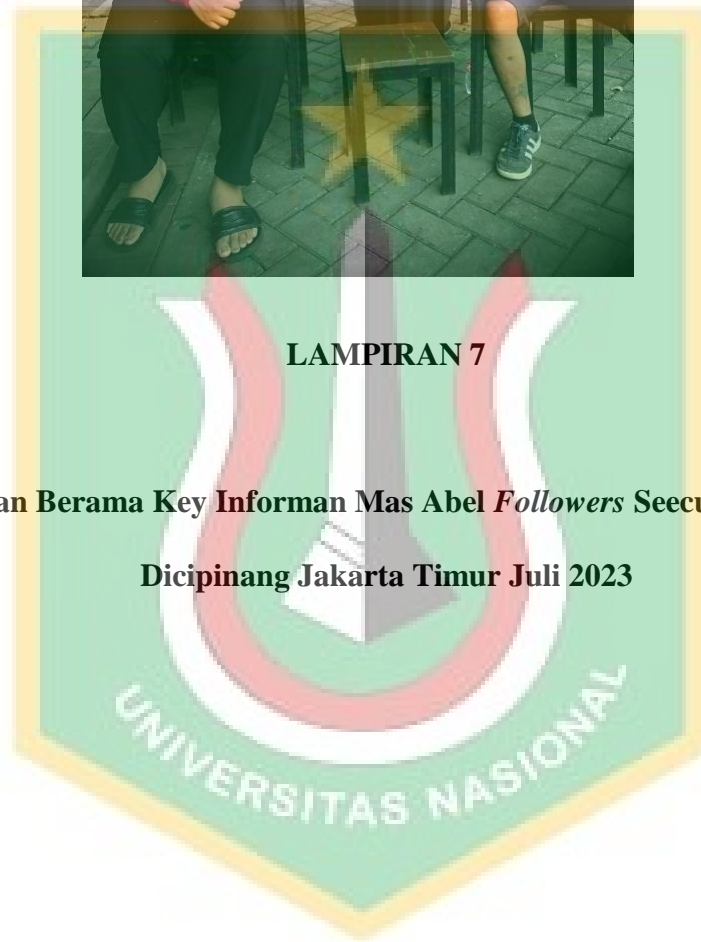 LAMPIRAN 7
an Berama Key Informan Mas Abel Followers Seecu
Dicipinang Jakarta Timur Juli 2023
UNIVERSITAS NASIONAL